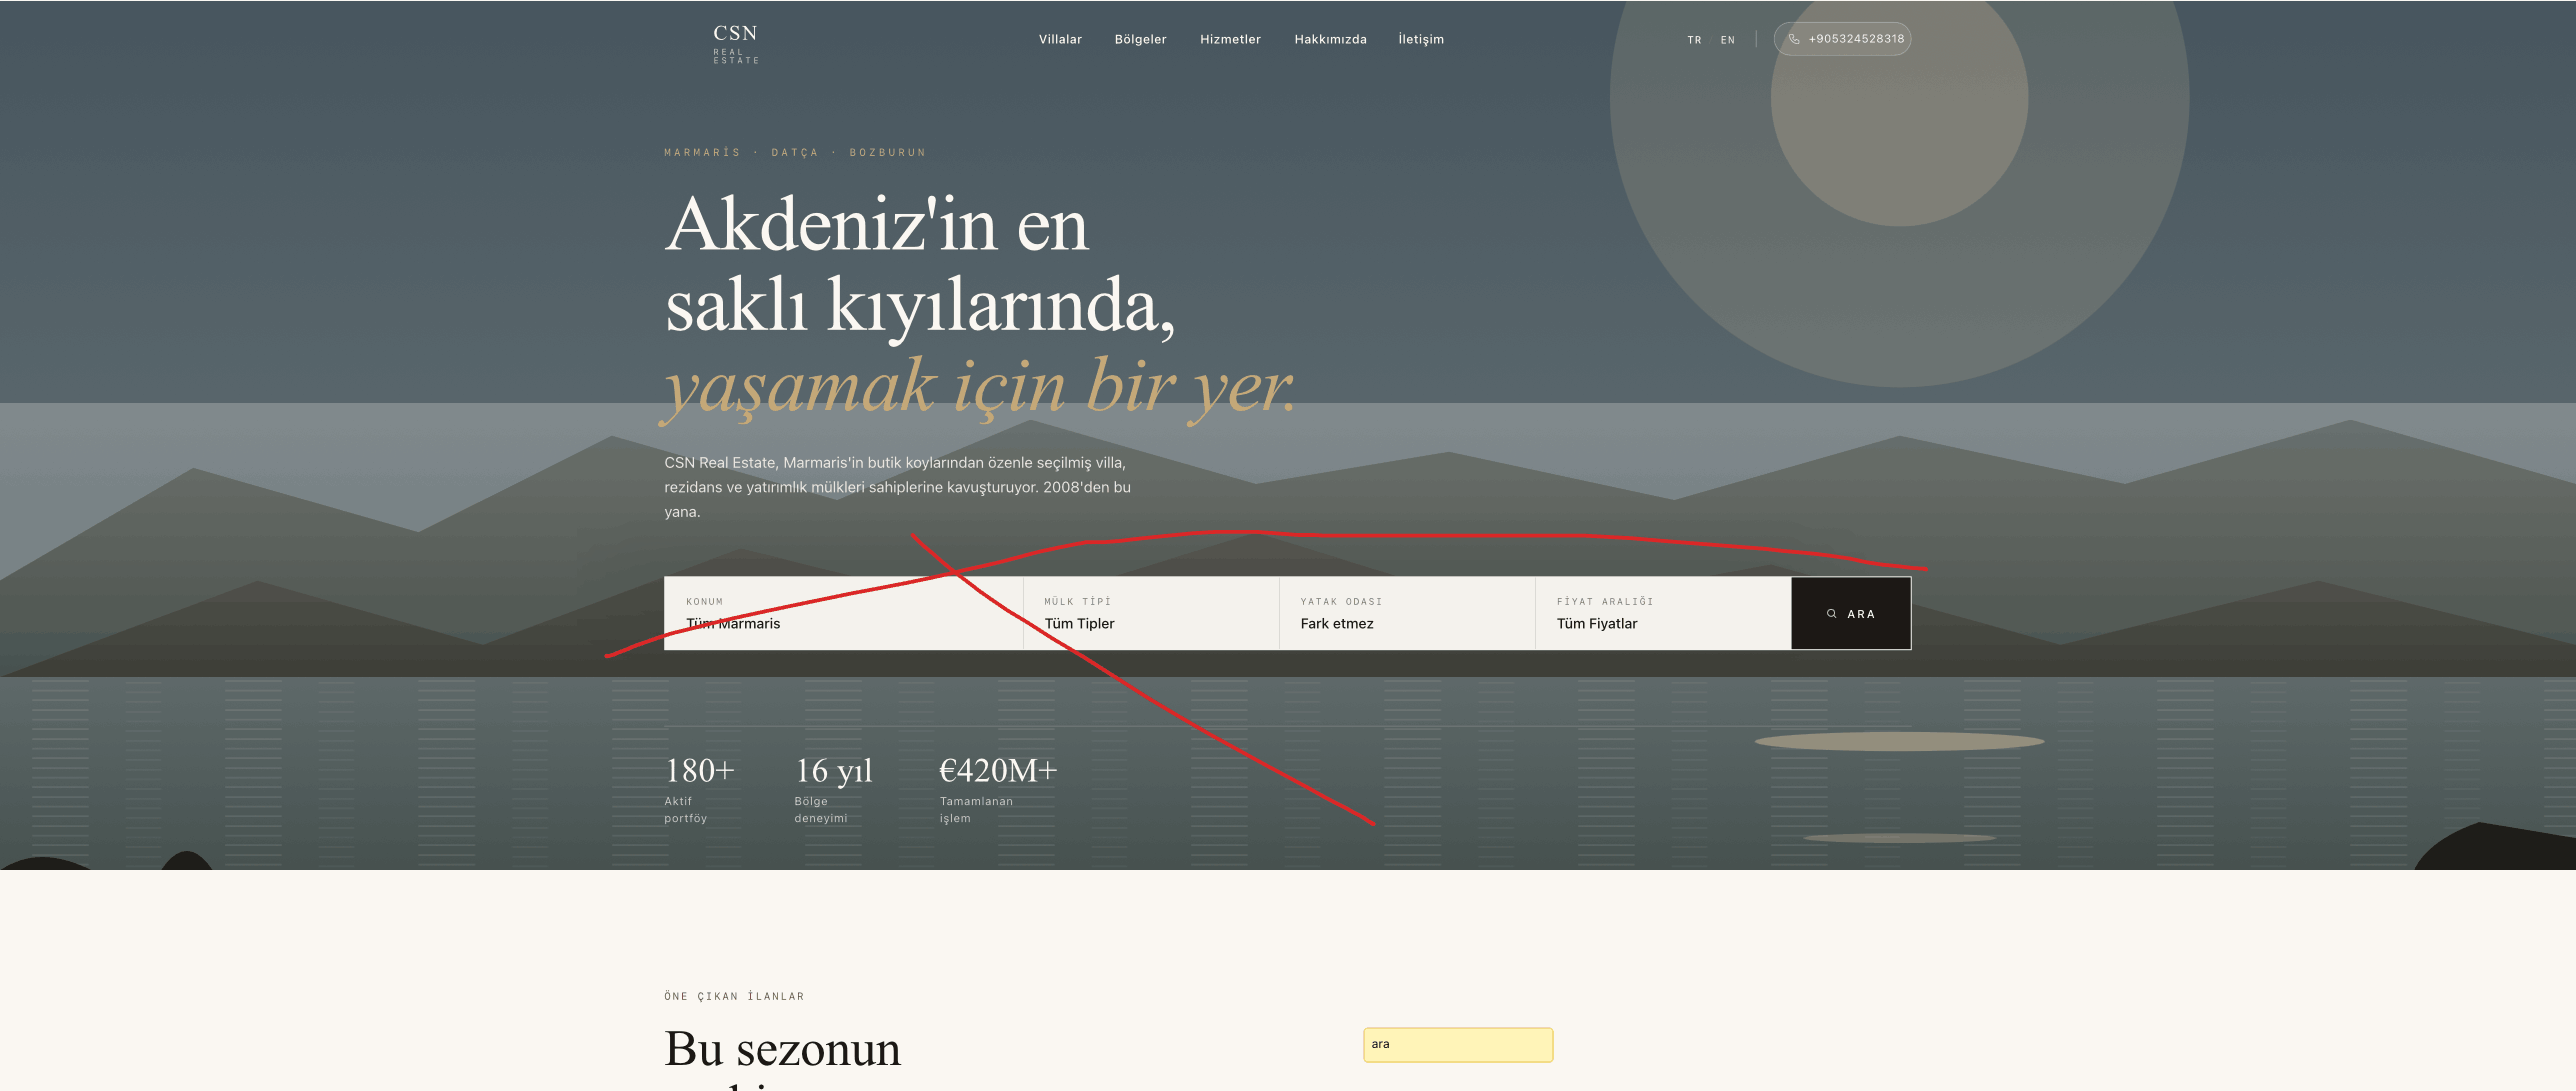 CSN
REAL
ESTATE
Villalar
Bölgeler
Hizmetler
Hakkımızda
İletişim
TR
EN
+905324528318
MARMARİS · DATÇA · BOZBURUN
Akdeniz'in en
saklı kıyılarında,
yaşamak için bir yer.
CSN Real Estate, Marmaris'in butik koylarından özenle seçilmiş villa,
rezidans ve yatırımlık mülkleri sahiplerine kavuşturuyor. 2008'den bu
yana.
KONUM
Tüm Marmaris
MÜLK TİPİ
Tüm Tipler
YATAK ODASI
Fark etmez
FİYAT ARALIĞI
Tüm Fiyatlar
ARA
180+
Aktif
portföy
16 yıl
Bölge
deneyimi
€420M+
Tamamlanan
işlem
ÖNE ÇIKAN İLANLAR
Bu sezonun
ara